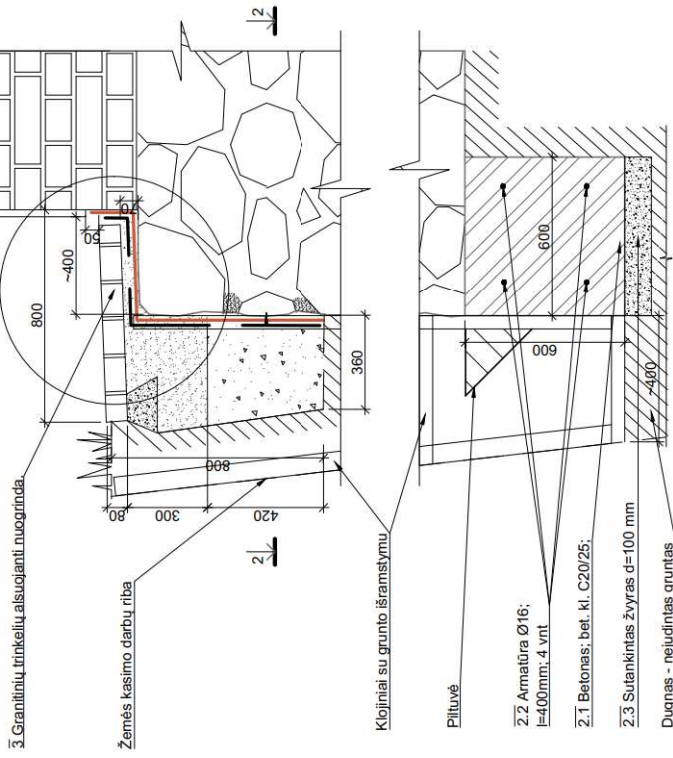 3 Granitinių trinkelių alsuojanti nuogrinda
Žemės kasimo darbų riba
Klojiniai su grunto išramstymu
Piltuvė
2.2 Armatūra Ø16;
l=400mm; 4 vnt
2.1 Betonas; bet. kl. C20/25;
2.3 Sutankintas žvyras d=100 mm
Dugnas - nejudintas gruntas
800
~400
50
70
80
300
420
800
360
2
2
600
600
~400